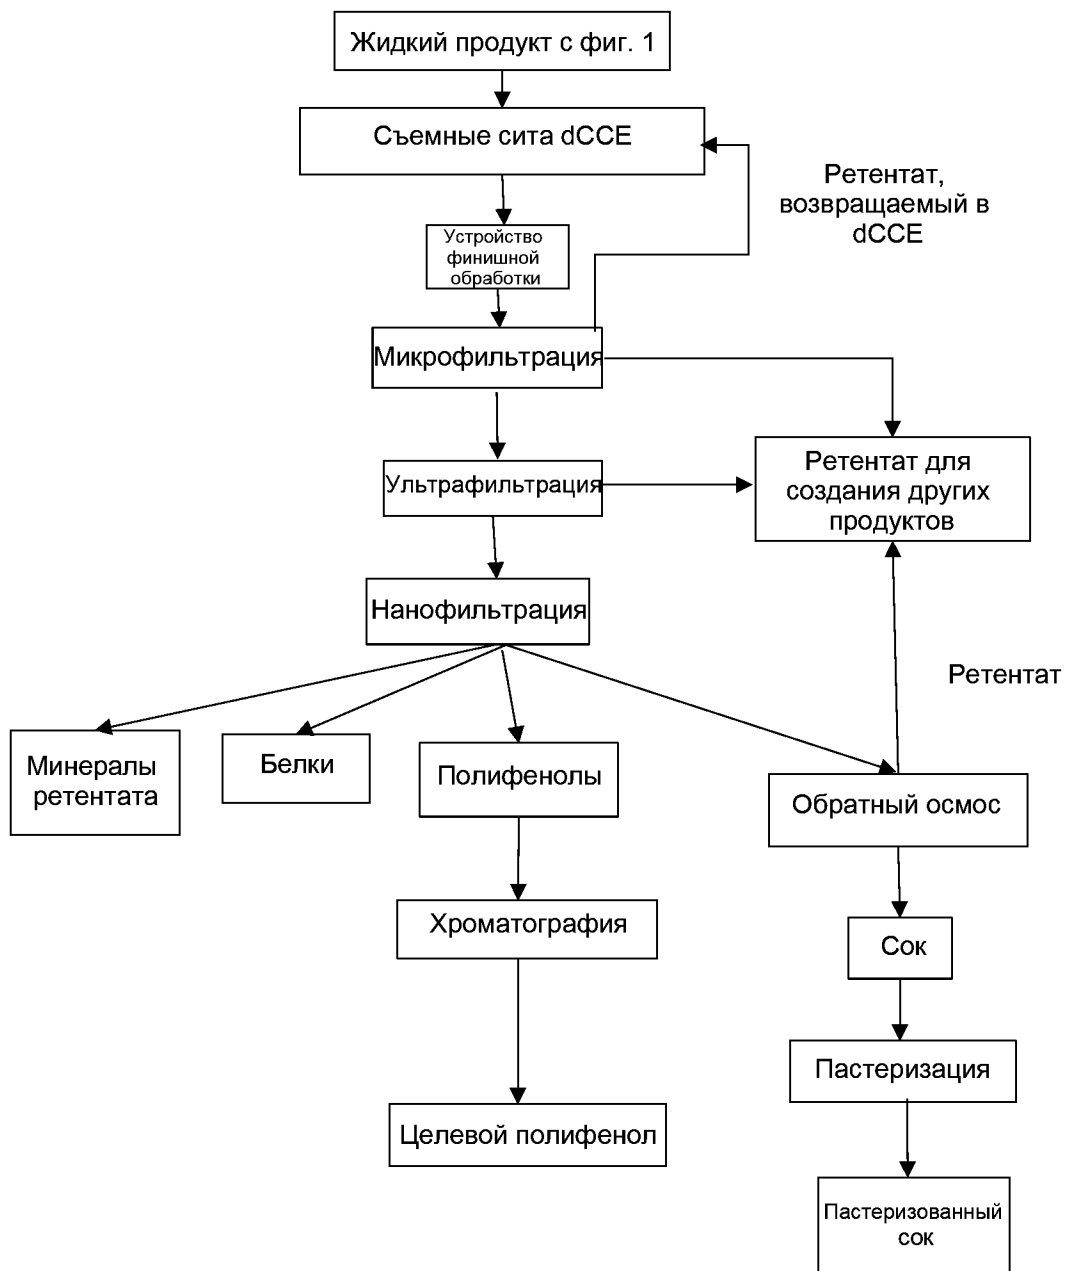 Жидкий продукт с фиг. 1
Съемные сита dCCE
Ретентат,
возвращаемый в
dCCE
Устройство
финишной
обработки
Микрофильтрация
Ультрафильтрация
Ретентат для
создания других
продуктов
Нанофильтрация
Ретентат
Минералы
ретентата
Белки
Полифенолы
Обратный осмос
Хроматография
Сок
Пастеризация
Целевой полифенол
Пастеризованный
сок